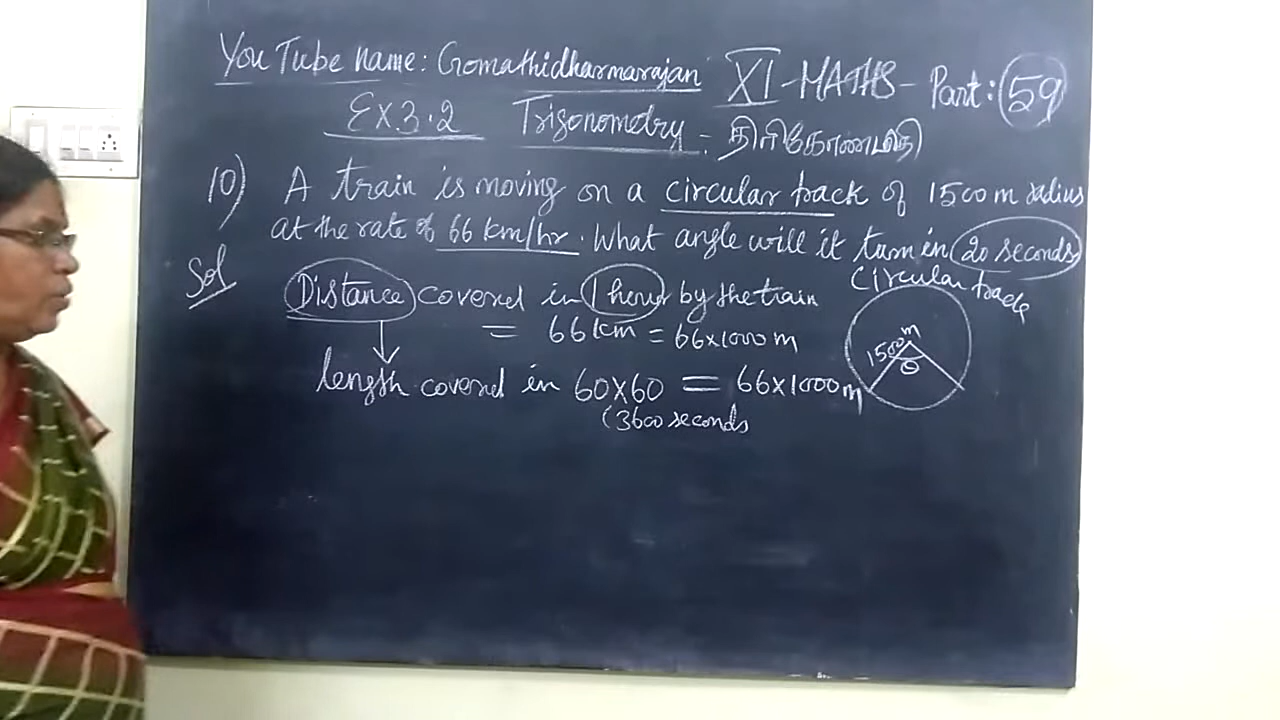 YouTube name: Gomathidharmarajan XI-MATHS- Part: 59
Ex 3.2 Trigonometry - திரிகோணமிதி
10) A train is moving on a circular track of 1500 m radius
at the rate of 66 km/hr. What angle will it turn in 20 seconds
Sol
Circular track
Distance covered in 1 hour by the train
= 66 km = 66x1000 m
1500m
θ
length covered in 60x60 = 66x1000 m
(3600 seconds